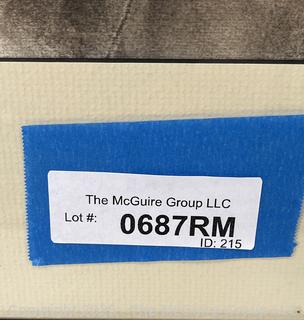 The McGuire Group LLC
Lot #: 0687RM
ID: 215